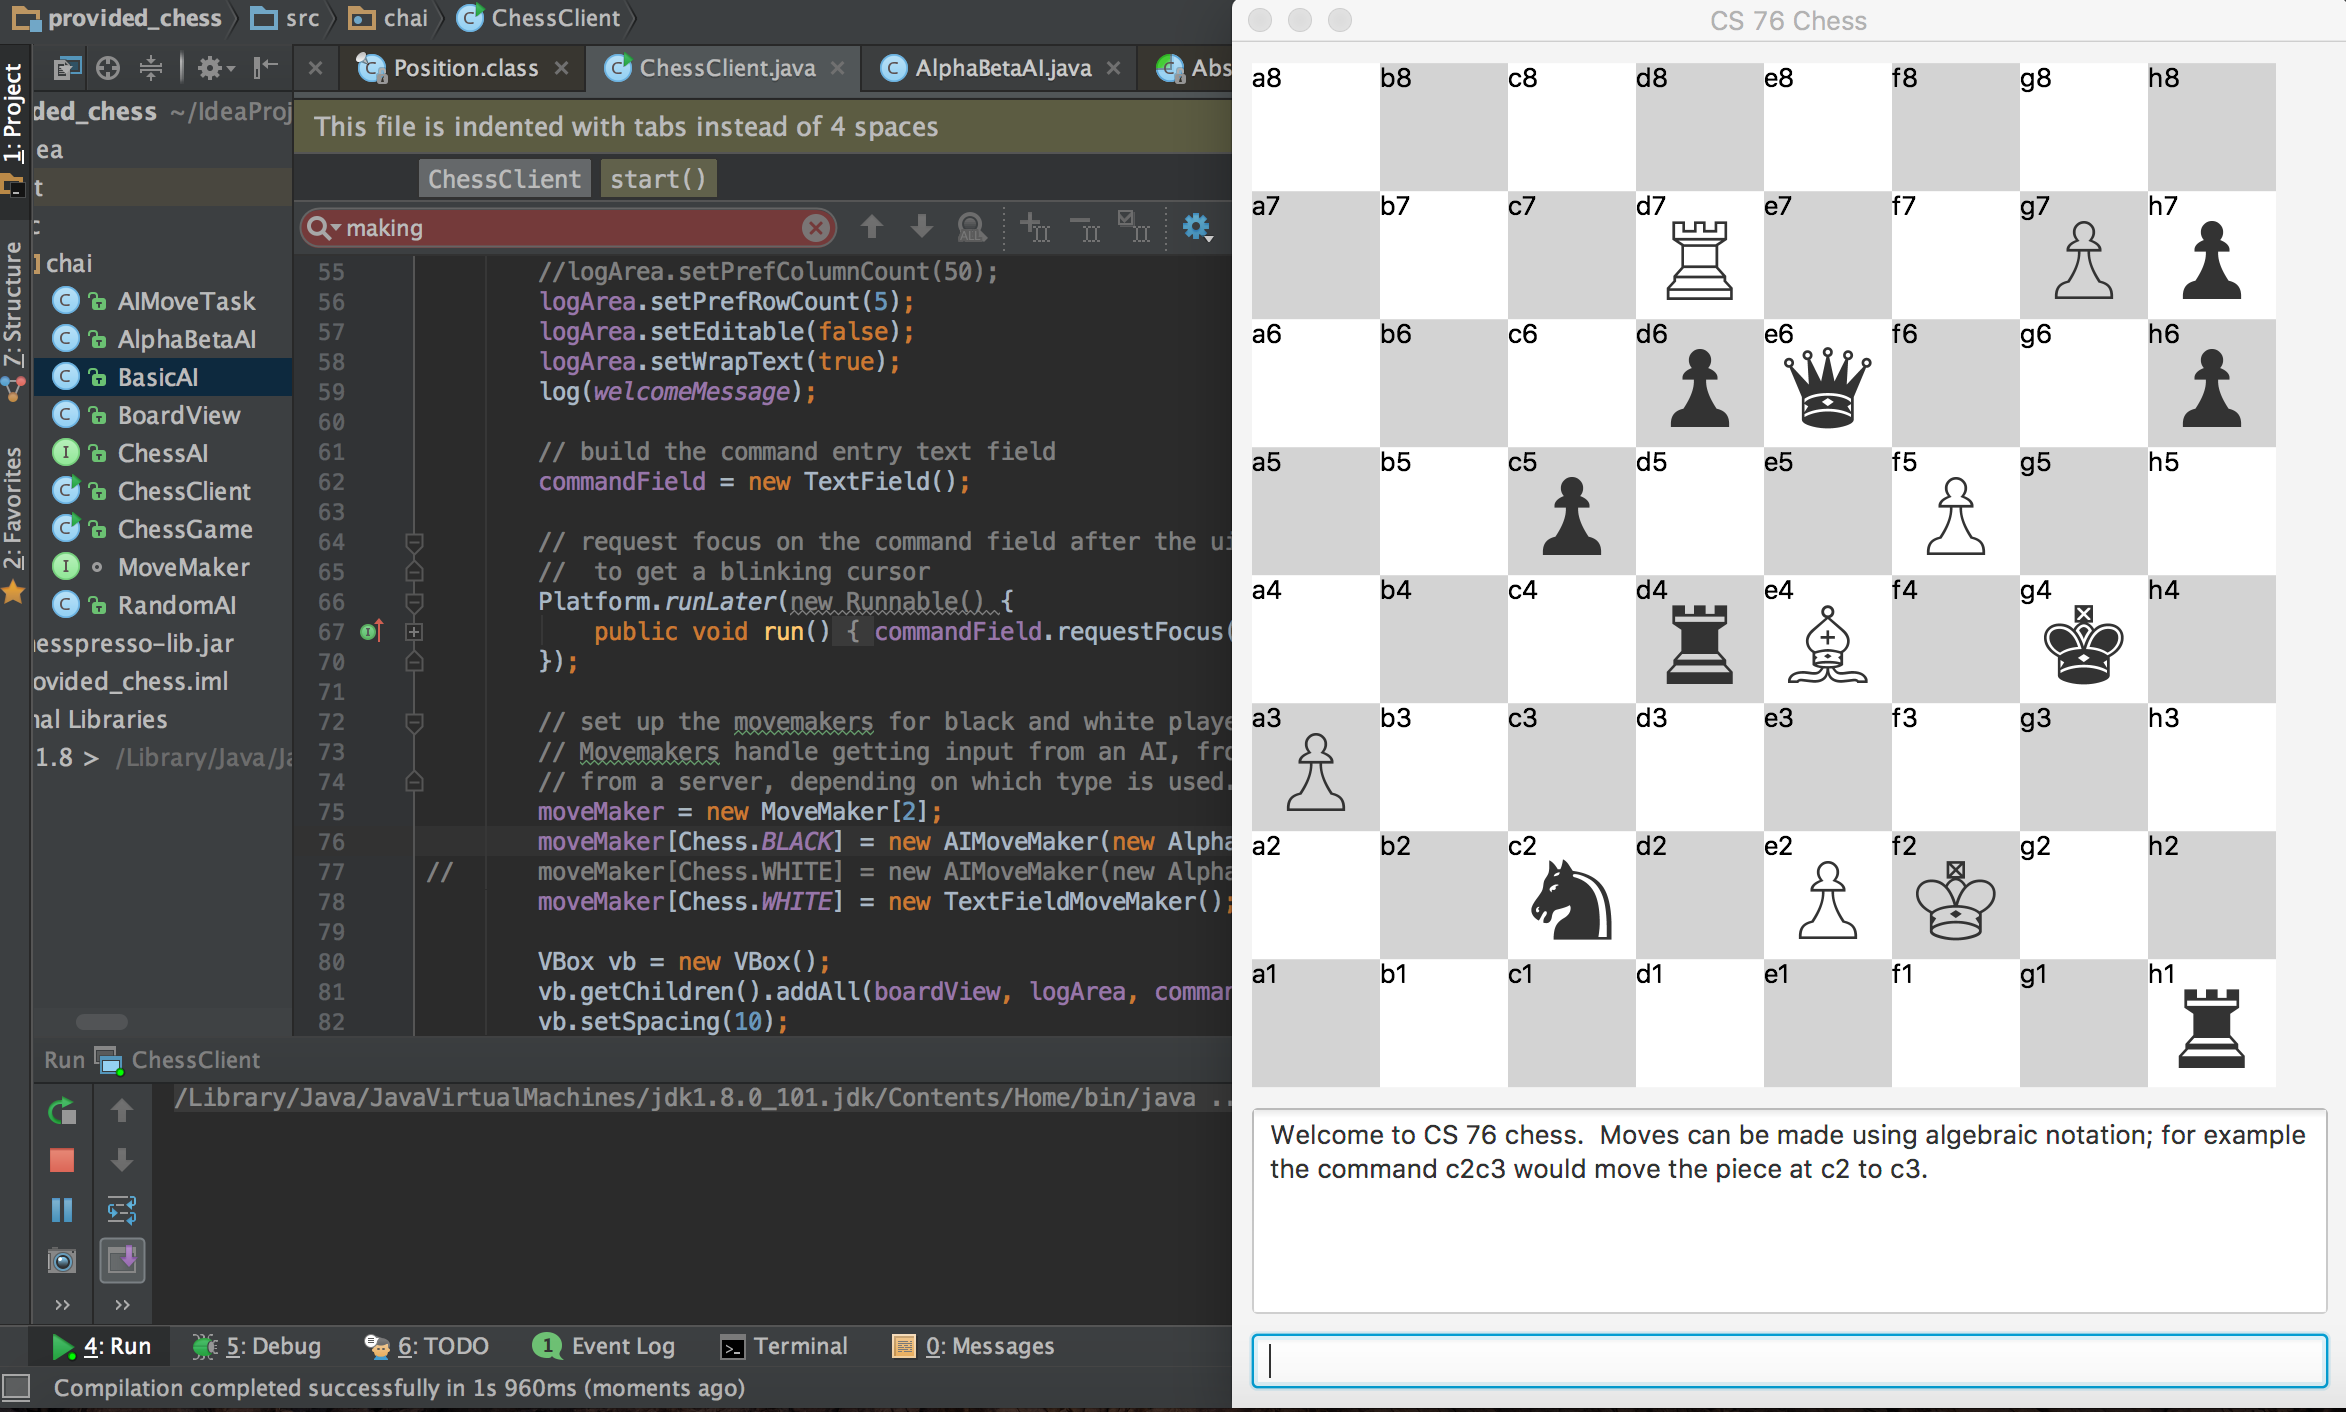 provided_chess src chai ChessClient
1: Project
7: Structure
2: Favorites
ded_chess ~/IdeaProj
ea
t
c
chai
AIMoveTask
AlphaBetaAI
BasicAI
BoardView
ChessAI
ChessClient
ChessGame
MoveMaker
RandomAI
esspresso-lib.jar
ovided_chess.iml
nal Libraries
1.8 > /Library/Java/Ja
Position.class ChessClient.java AlphaBetaAI.java Abs
This file is indented with tabs instead of 4 spaces
ChessClient start()
making
55 //logArea.setPrefColumnCount(50);
56 logArea.setPrefRowCount(5);
57 logArea.setEditable(false);
58 logArea.setWrapText(true);
59 log(welcomeMessage);
60
61 // build the command entry text field
62 commandField = new TextField();
63
64 // request focus on the command field after the ui
65 // to get a blinking cursor
66 Platform.runLater(new Runnable() {
67 public void run() { commandField.requestFocus(
70 });
71
72 // set up the movemakers for black and white playe
73 // Movemakers handle getting input from an AI, fro
74 // from a server, depending on which type is used.
75 moveMaker = new MoveMaker[2];
76 moveMaker[Chess.BLACK] = new AIMoveMaker(new Alpha
77 // moveMaker[Chess.WHITE] = new AIMoveMaker(new Alpha
78 moveMaker[Chess.WHITE] = new TextFieldMoveMaker();
79
80 VBox vb = new VBox();
81 vb.getChildren().addAll(boardView, logArea, comman
82 vb.setSpacing(10);
Run ChessClient
/Library/Java/JavaVirtualMachines/jdk1.8.0_101.jdk/Contents/Home/bin/java ..
4: Run 5: Debug 6: TODO 1 Event Log Terminal 0: Messages
Compilation completed successfully in 1s 960ms (moments ago)
CS 76 Chess
a8 b8 c8 d8 e8 f8 g8 h8
a7 b7 c7 d7 e7 f7 g7 h7
a6 b6 c6 d6 e6 f6 g6 h6
a5 b5 c5 d5 e5 f5 g5 h5
a4 b4 c4 d4 e4 f4 g4 h4
a3 b3 c3 d3 e3 f3 g3 h3
a2 b2 c2 d2 e2 f2 g2 h2
a1 b1 c1 d1 e1 f1 g1 h1
Welcome to CS 76 chess.  Moves can be made using algebraic notation; for example
the command c2c3 would move the piece at c2 to c3.